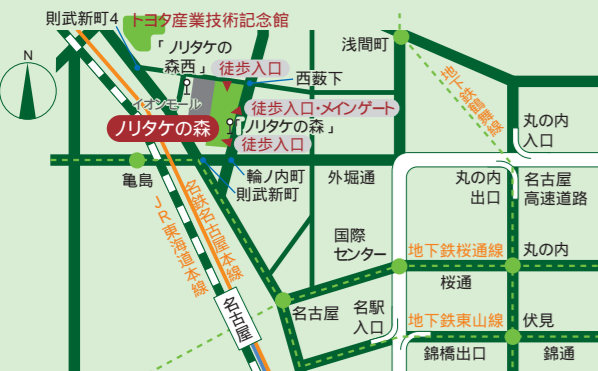 則武新町4
トヨタ産業技術記念館
N
「 ノリタケの
森西 」
徒歩入口
浅間町
西薮下
イオンモール
徒歩入口・メインゲート
ノリタケの森
「ノリタケの森 」
徒歩入口
地下鉄鶴舞線
丸の内
入口
亀島
輪ノ内町
則武新町
外堀通
丸の内
出口
名古屋
高速道路
名鉄名古屋本線
JR東海道本線
国際
センター
地下鉄桜通線
丸の内
桜通
名古屋
名古屋
名駅
入口
地下鉄東山線
伏見
錦橋出口
錦通